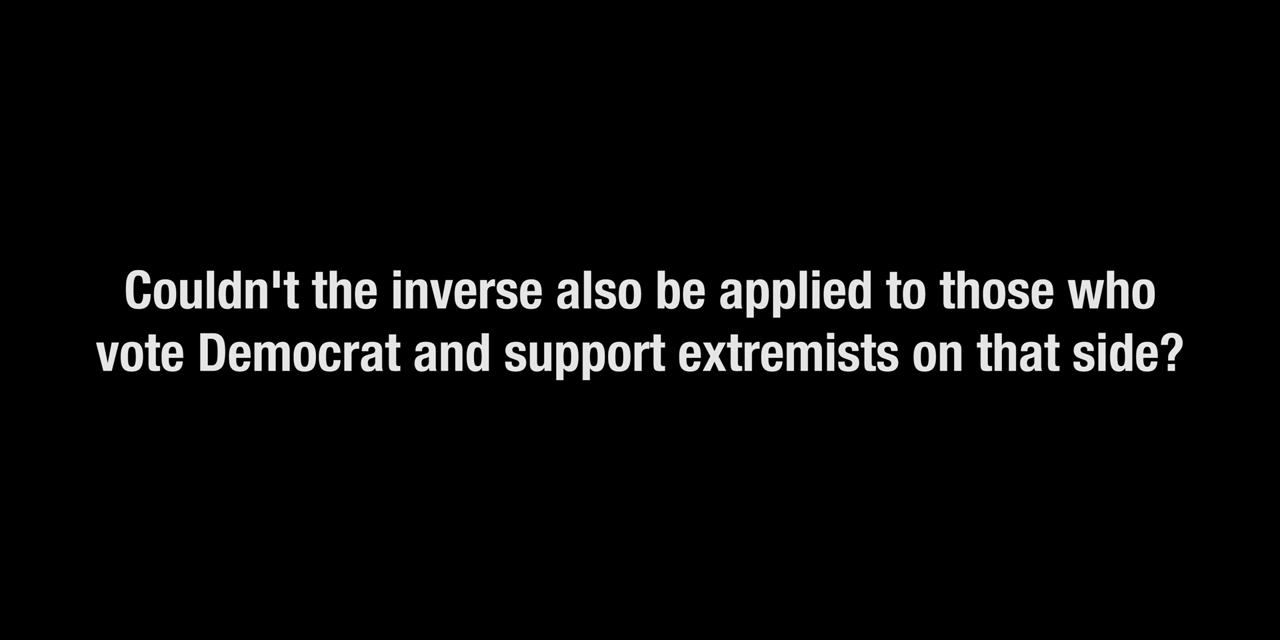 Couldn't the inverse also be applied to those who
vote Democrat and support extremists on that side?